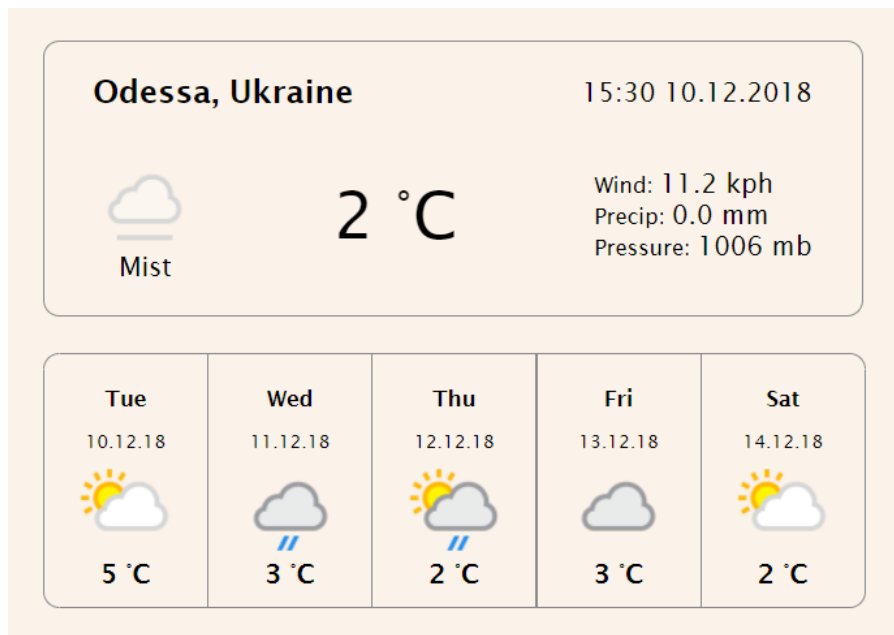 Odessa, Ukraine 15:30 10.12.2018
Wind: 11.2 kph
2 °C
Precip: 0.0 mm
Pressure: 1006 mb
Mist
Tue Wed Thu Fri Sat
10.12.18 11.12.18 12.12.18 13.12.18 14.12.18
5 °C 3 °C 2 °C 3 °C 2 °C